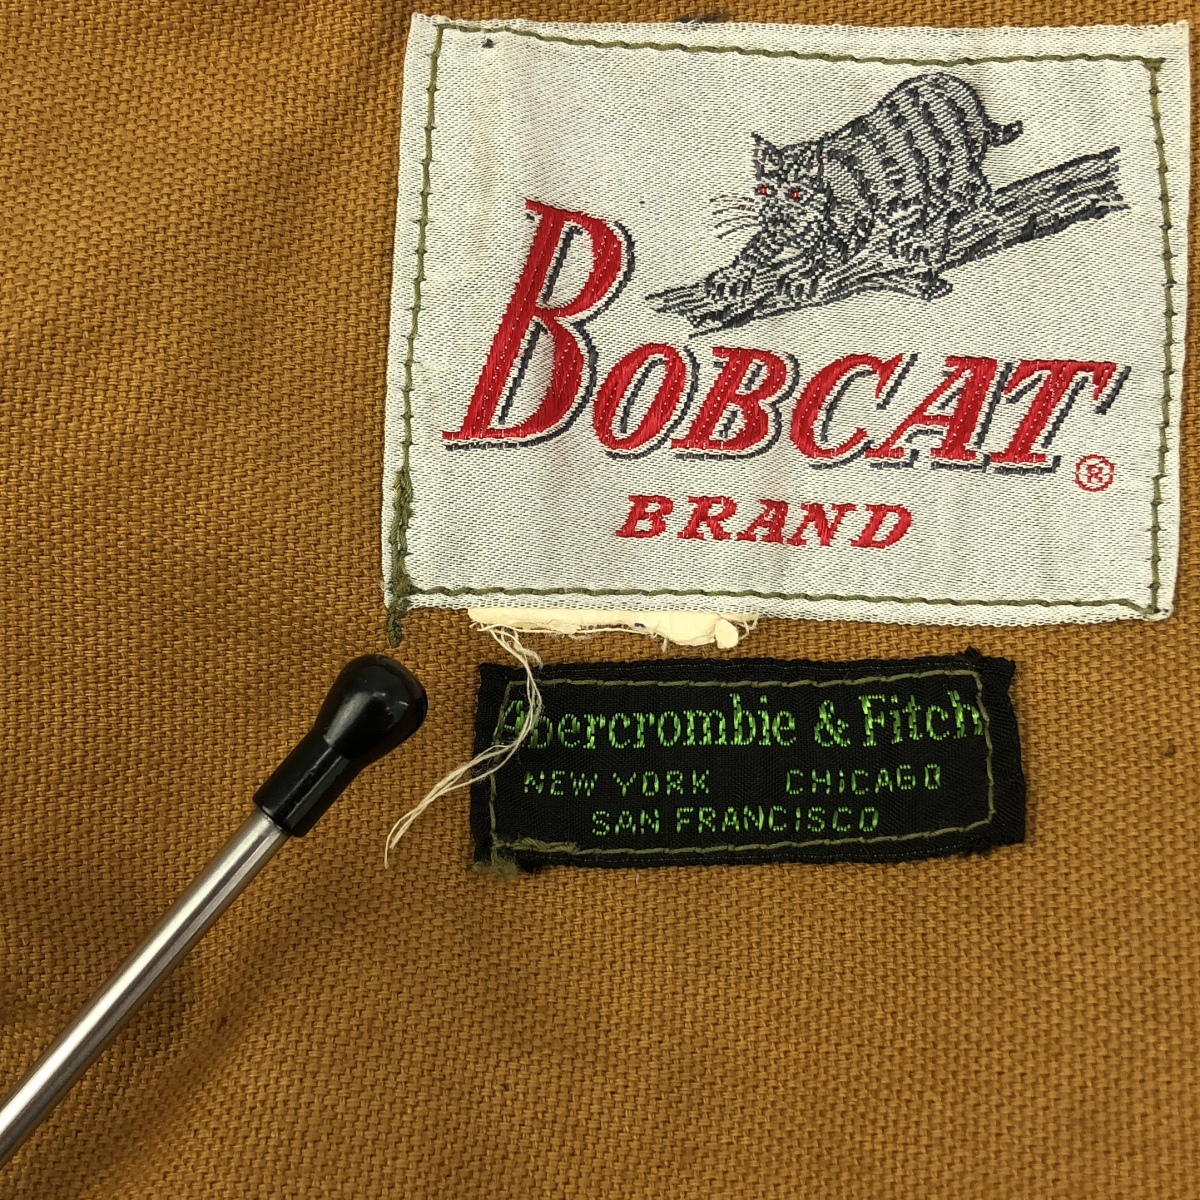 BOBCAT ®
BRAND
Abercrombie & Fitch
NEW YORK CHiCAGO
SAN FRANCISCO